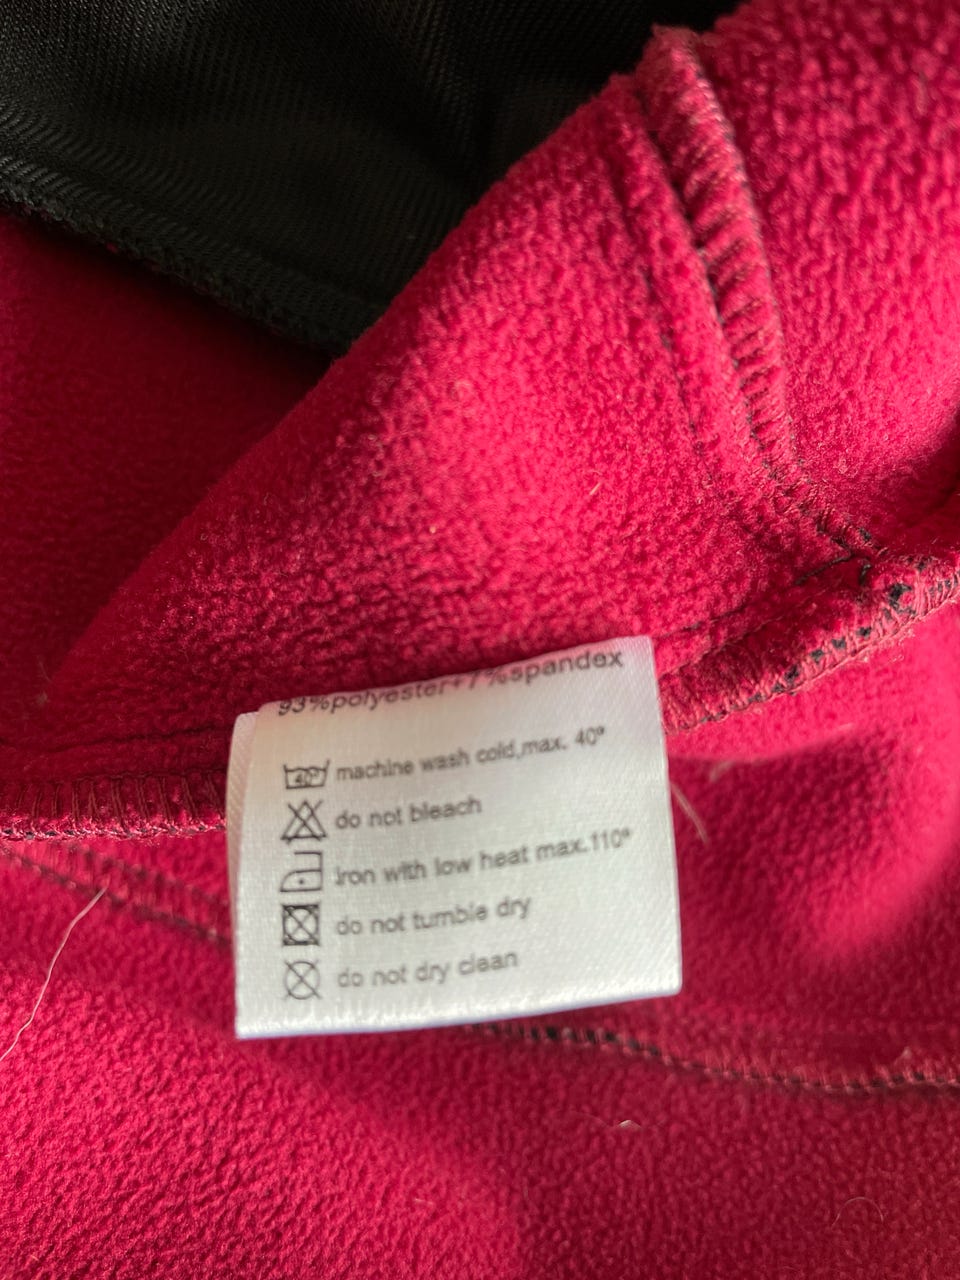 93%polyester+7%spandex
40° machine wash cold,max. 40°
do not bleach
iron with low heat max.110°
do not tumble dry
do not dry clean